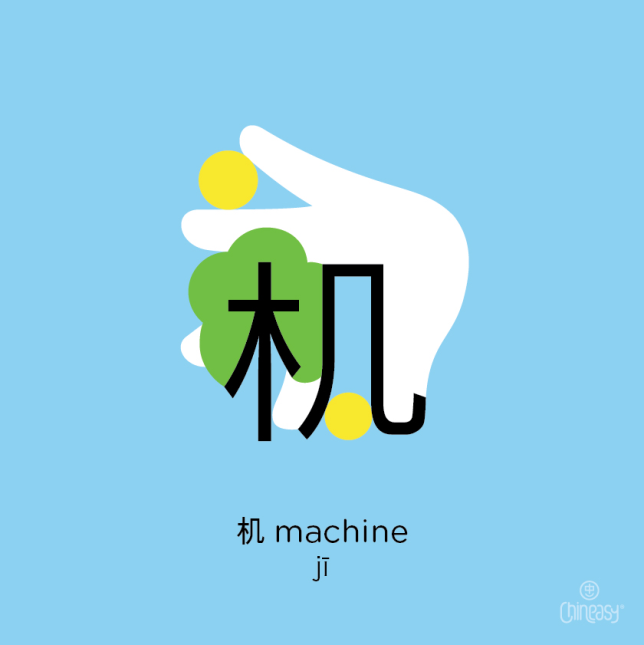 机
机 machine
jī
Chineasy®